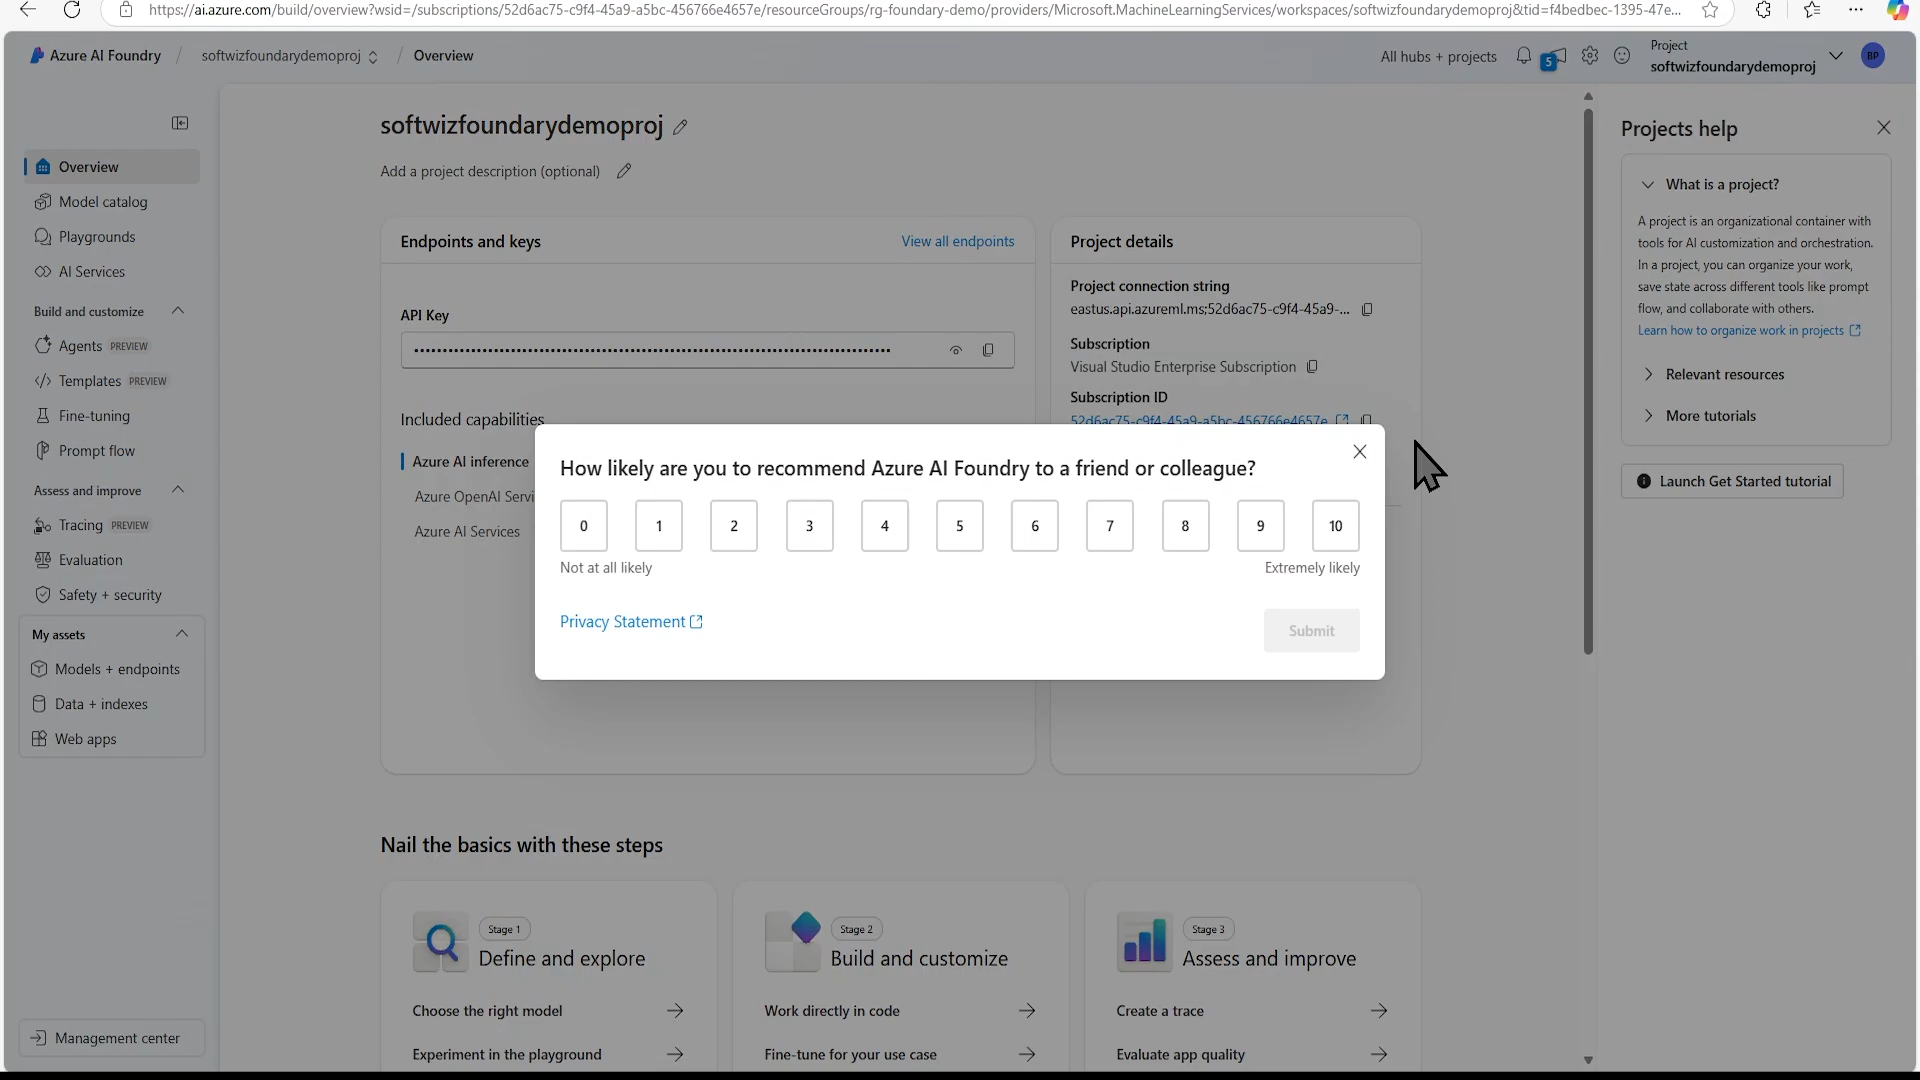 https://ai.azure.com/build/overview?wsid=/subscriptions/52d6ac75-c9f4-45a9-a5bc-456766e4657e/resourceGroups/rg-foundary-demo/providers/Microsoft.MachineLearningServices/workspaces/softwizfoundarydemoproj&tid=f4bedbec-1395-47e...
Azure AI Foundry / softwizfoundarydemoproj / Overview
All hubs + projects
5
Project
softwizfoundarydemoproj
BP
Overview
Model catalog
Playgrounds
AI Services
Build and customize
Agents PREVIEW
Templates PREVIEW
Fine-tuning
Prompt flow
Assess and improve
Tracing PREVIEW
Evaluation
Safety + security
My assets
Models + endpoints
Data + indexes
Web apps
Management center
softwizfoundarydemoproj
Add a project description (optional)
Endpoints and keys
View all endpoints
API Key
••••••••••••••••••••••••••••••••••••••••••••••••••••••••••••••••••••••••••••••••••••
Included capabilities
Azure AI inference
Azure OpenAI Servi
Azure AI Services
Project details
Project connection string
eastus.api.azureml.ms;52d6ac75-c9f4-45a9-...
Subscription
Visual Studio Enterprise Subscription
Subscription ID
52d6ac75-c9f4-45a9-a5bc-456766e4657e
How likely are you to recommend Azure AI Foundry to a friend or colleague?
0 1 2 3 4 5 6 7 8 9 10
Not at all likely
Extremely likely
Privacy Statement
Submit
Nail the basics with these steps
Stage 1
Define and explore
Choose the right model
Experiment in the playground
Stage 2
Build and customize
Work directly in code
Fine-tune for your use case
Stage 3
Assess and improve
Create a trace
Evaluate app quality
Projects help
What is a project?
A project is an organizational container with
tools for AI customization and orchestration.
In a project, you can organize your work,
save state across different tools like prompt
flow, and collaborate with others.
Learn how to organize work in projects
Relevant resources
More tutorials
Launch Get Started tutorial